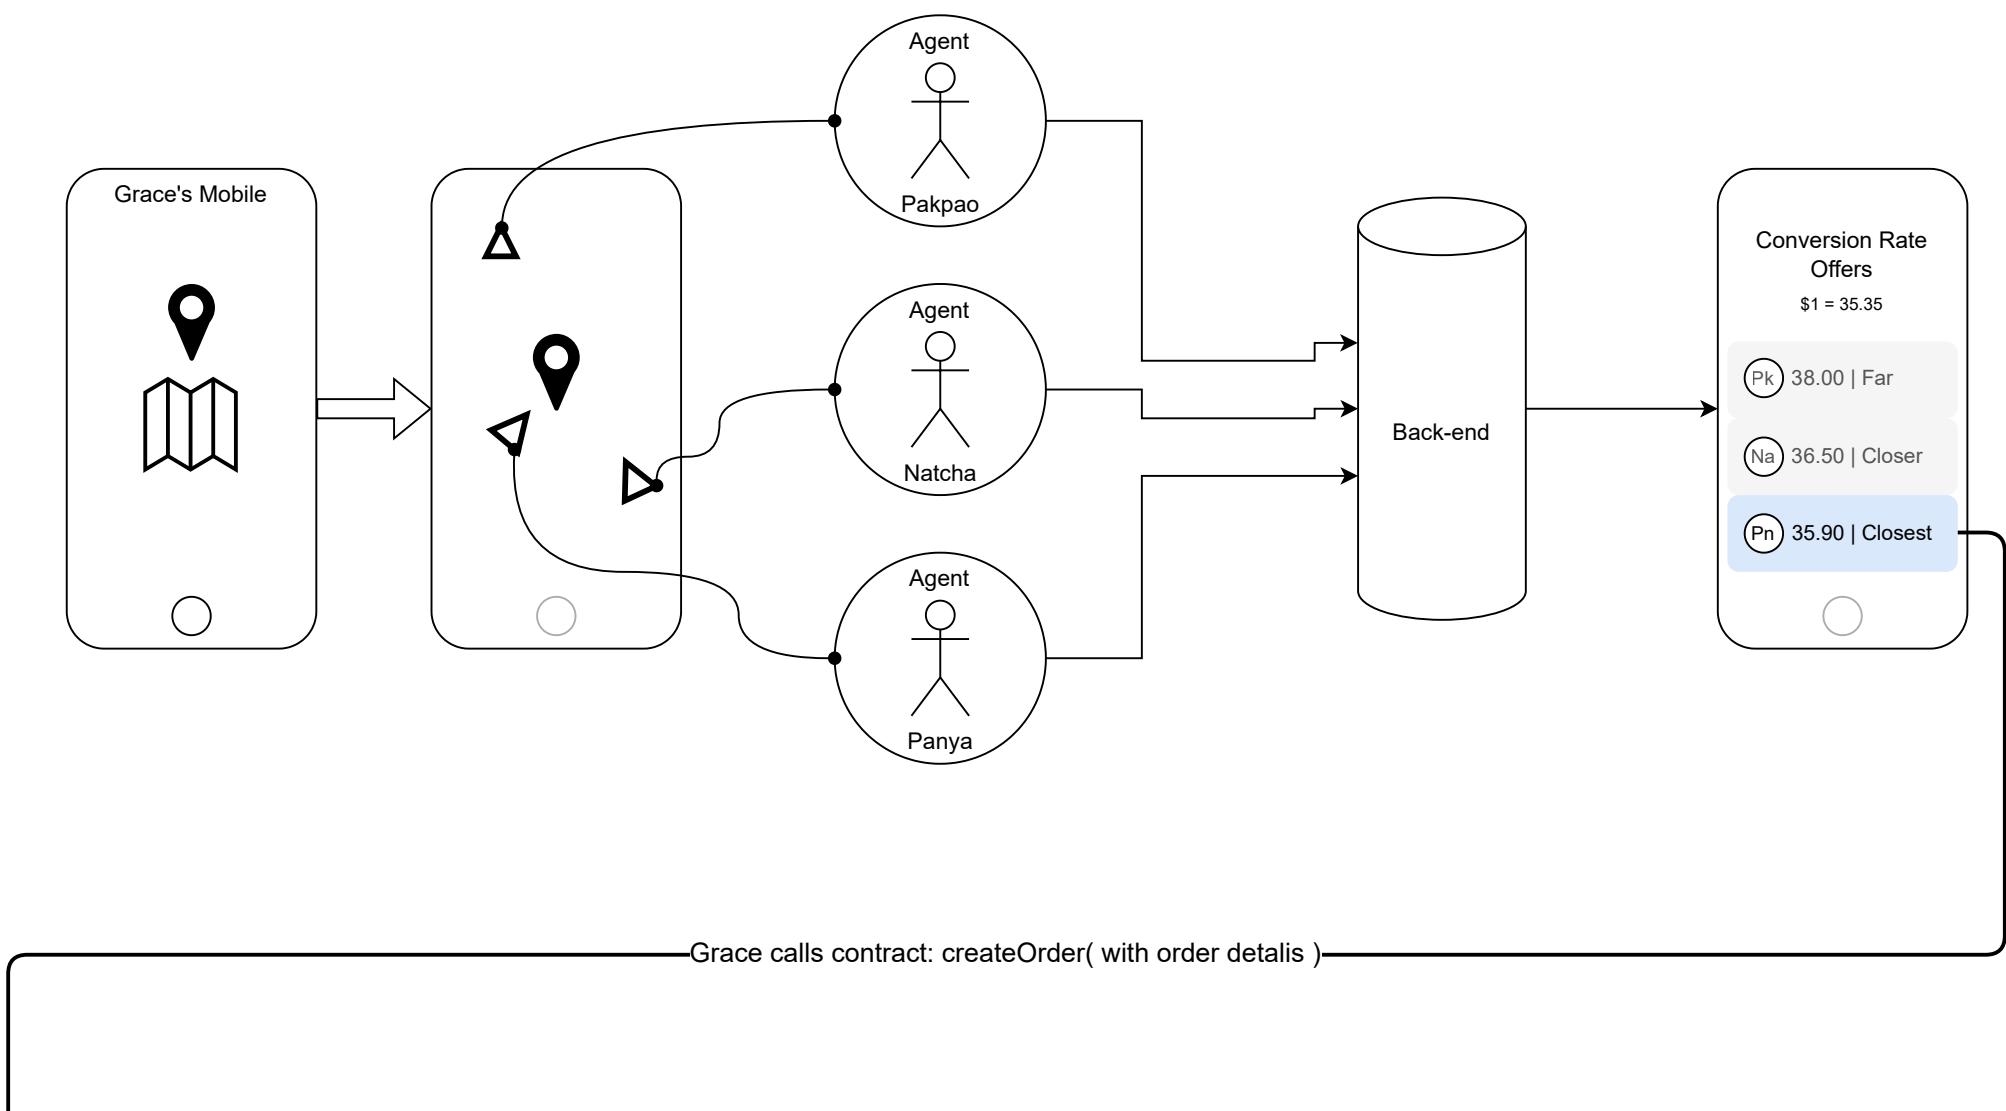 Grace's Mobile
Agent
Pakpao
Agent
Natcha
Agent
Panya
Back-end
Conversion Rate
Offers
$1 = 35.35
Pk 38.00 | Far
Na 36.50 | Closer
Pn 35.90 | Closest
Grace calls contract: createOrder( with order detalis )